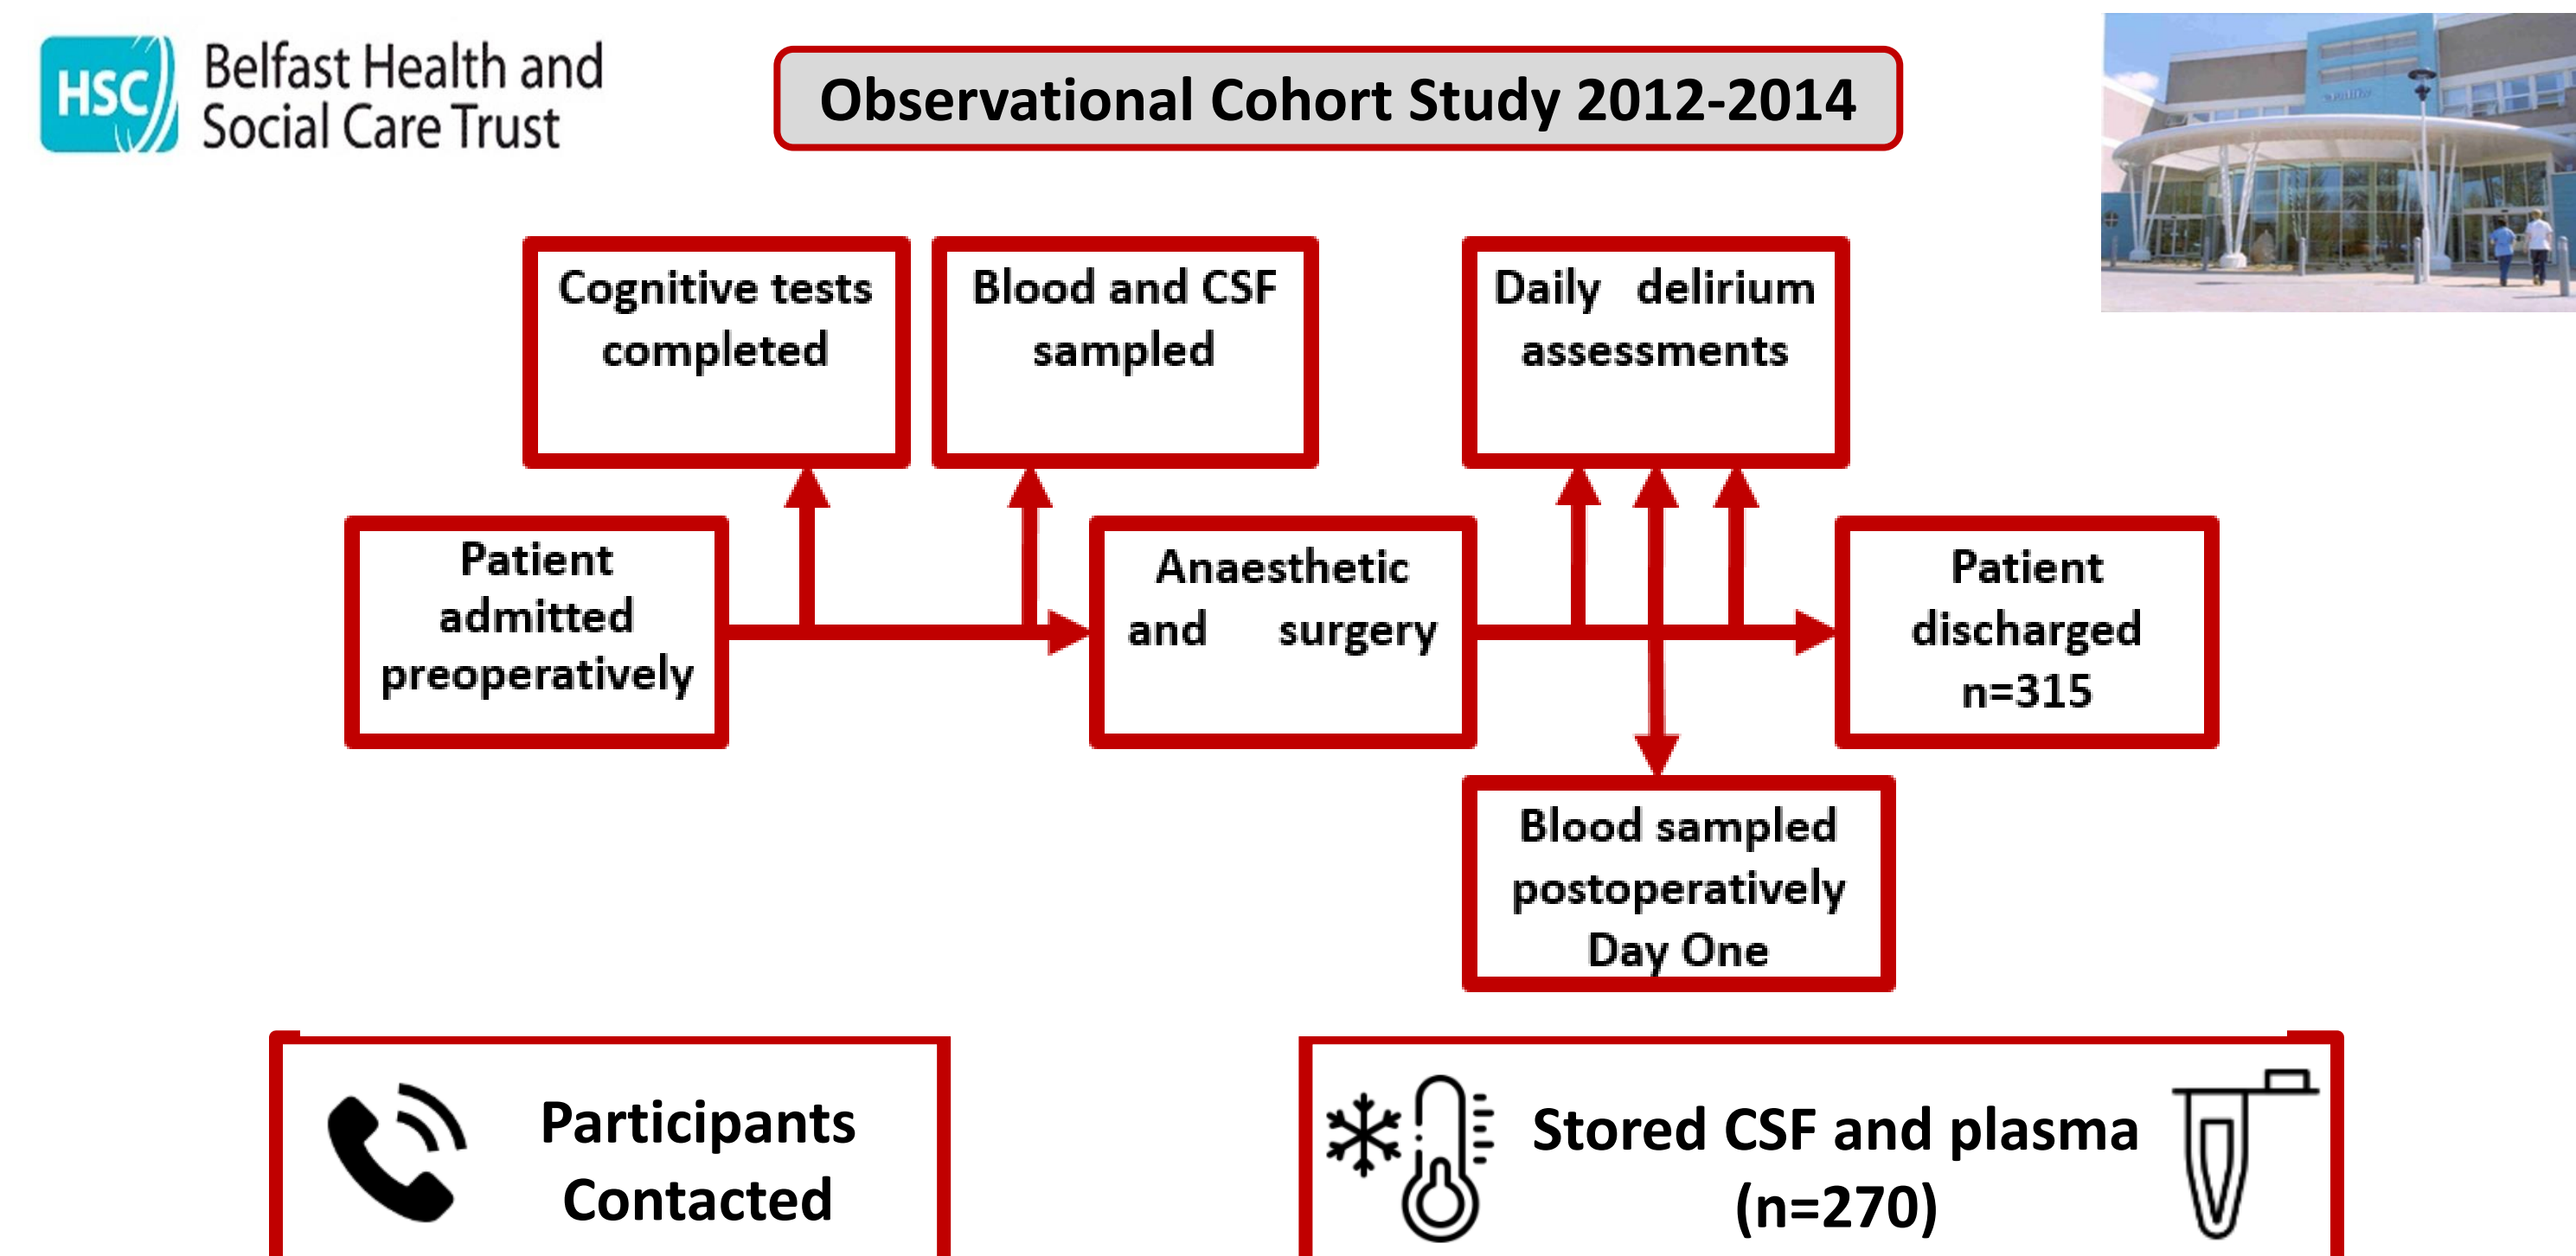 HSC
Belfast Health and
Social Care Trust
Observational Cohort Study 2012-2014
Cognitive tests
completed
Blood and CSF
sampled
Daily delirium
assessments
Patient
admitted
preoperatively
Anaesthetic
and surgery
Patient
discharged
n=315
Blood sampled
postoperatively
Day One
Participants
Contacted
Stored CSF and plasma
(n=270)